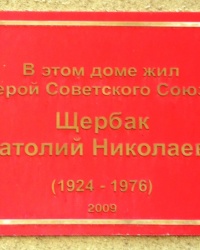 В этом доме жил
ерой Советского Союз
Щербак
атолий Николаев
(1924 - 1976)
2009